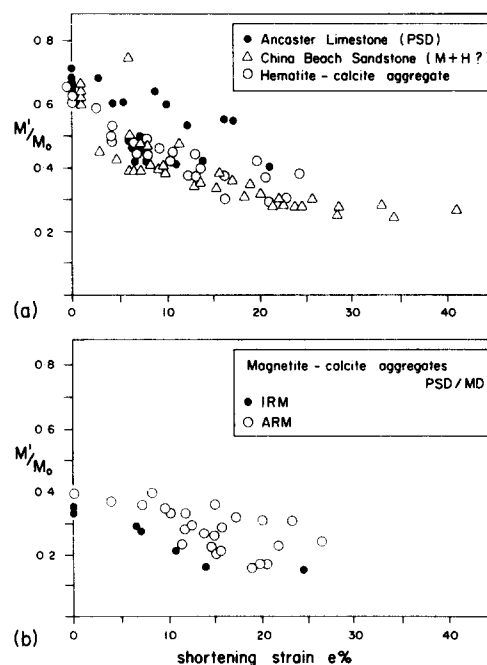 0 8
● Ancaster Limestone (PSD)
△ China Beach Sandstone (M+H ?)
○ Hematite - calcite aggregate
0 6
M'/M₀
0 4
0 2
(a)
0 10 20 30 40
0 8
Magnetite - calcite aggregates
PSD/MD
● IRM
○ ARM
0 6
M'/M₀
0 4
0 2
(b)
0 10 20 30 40
shortening strain e%